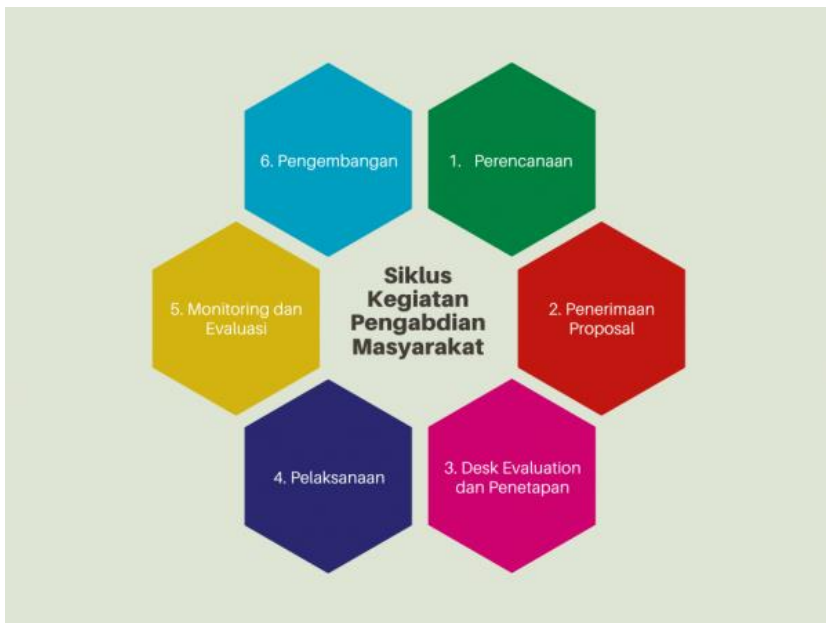 Siklus
Kegiatan
Pengabdian
Masyarakat
1. Perencanaan
2. Penerimaan
Proposal
3. Desk Evaluation
dan Penetapan
4. Pelaksanaan
5. Monitoring dan
Evaluasi
6. Pengembangan